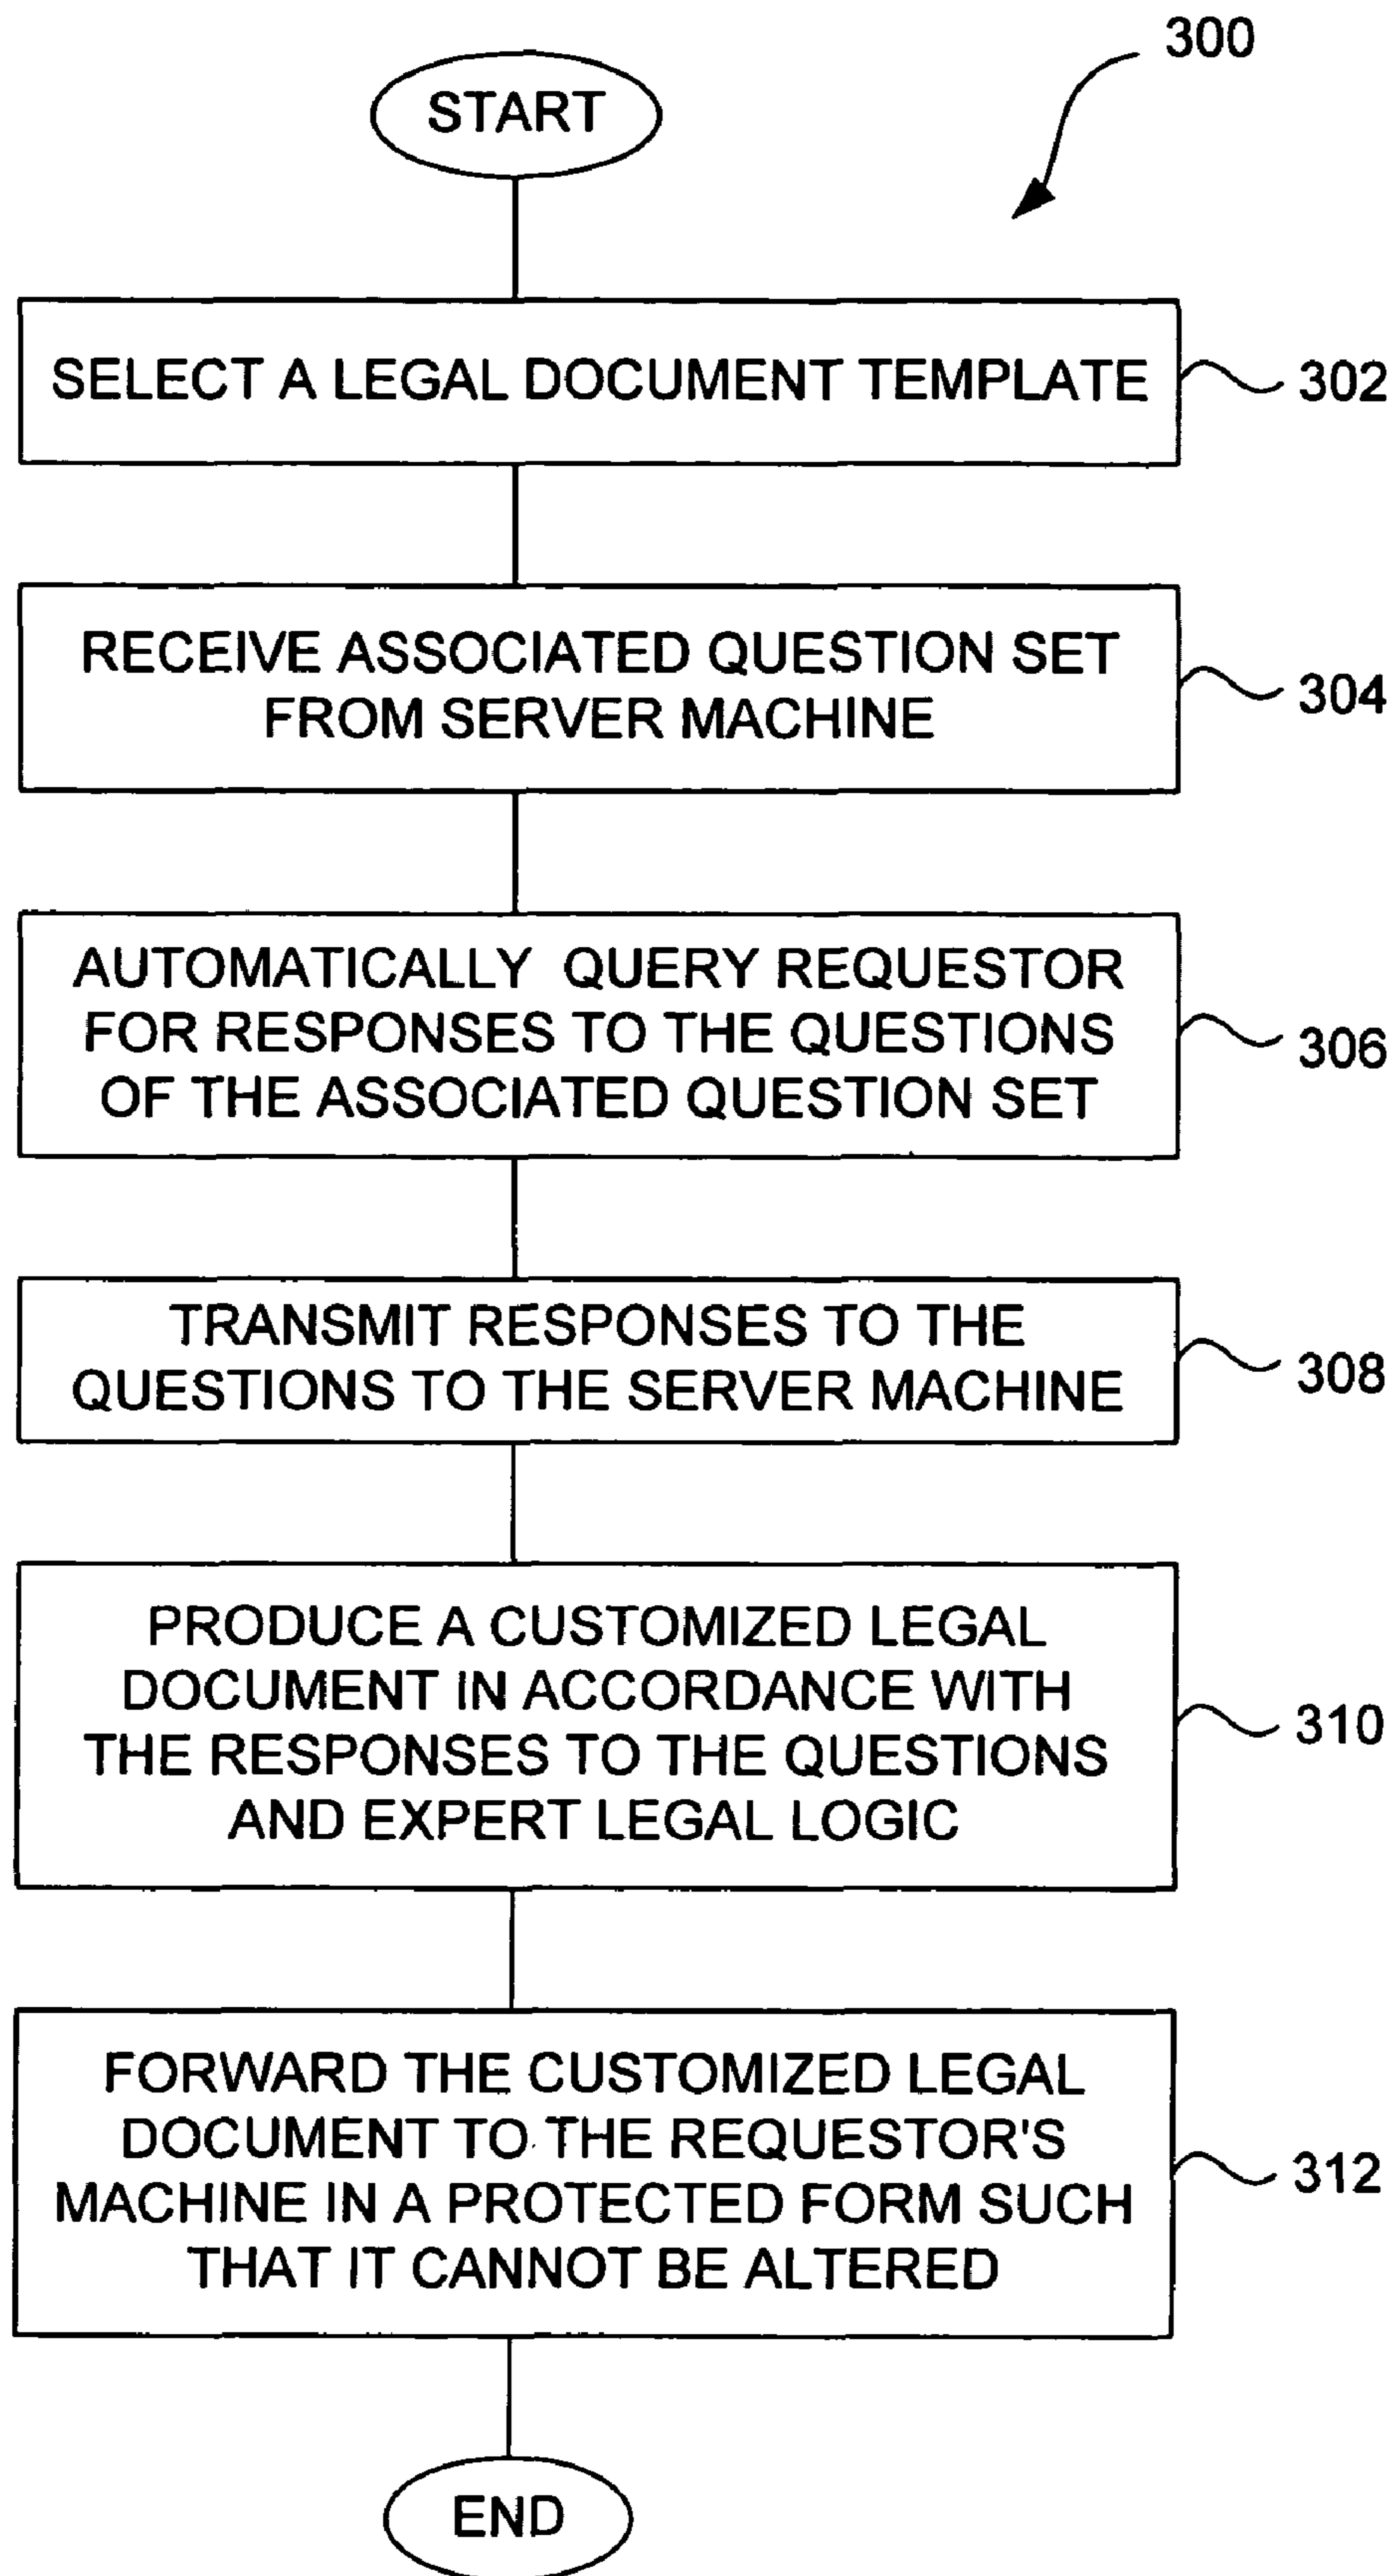 300
START
SELECT A LEGAL DOCUMENT TEMPLATE
302
RECEIVE ASSOCIATED QUESTION SET
FROM SERVER MACHINE
304
AUTOMATICALLY QUERY REQUESTOR
FOR RESPONSES TO THE QUESTIONS
OF THE ASSOCIATED QUESTION SET
306
TRANSMIT RESPONSES TO THE
QUESTIONS TO THE SERVER MACHINE
308
PRODUCE A CUSTOMIZED LEGAL
DOCUMENT IN ACCORDANCE WITH
THE RESPONSES TO THE QUESTIONS
AND EXPERT LEGAL LOGIC
310
FORWARD THE CUSTOMIZED LEGAL
DOCUMENT TO THE REQUESTOR'S
MACHINE IN A PROTECTED FORM SUCH
THAT IT CANNOT BE ALTERED
312
END